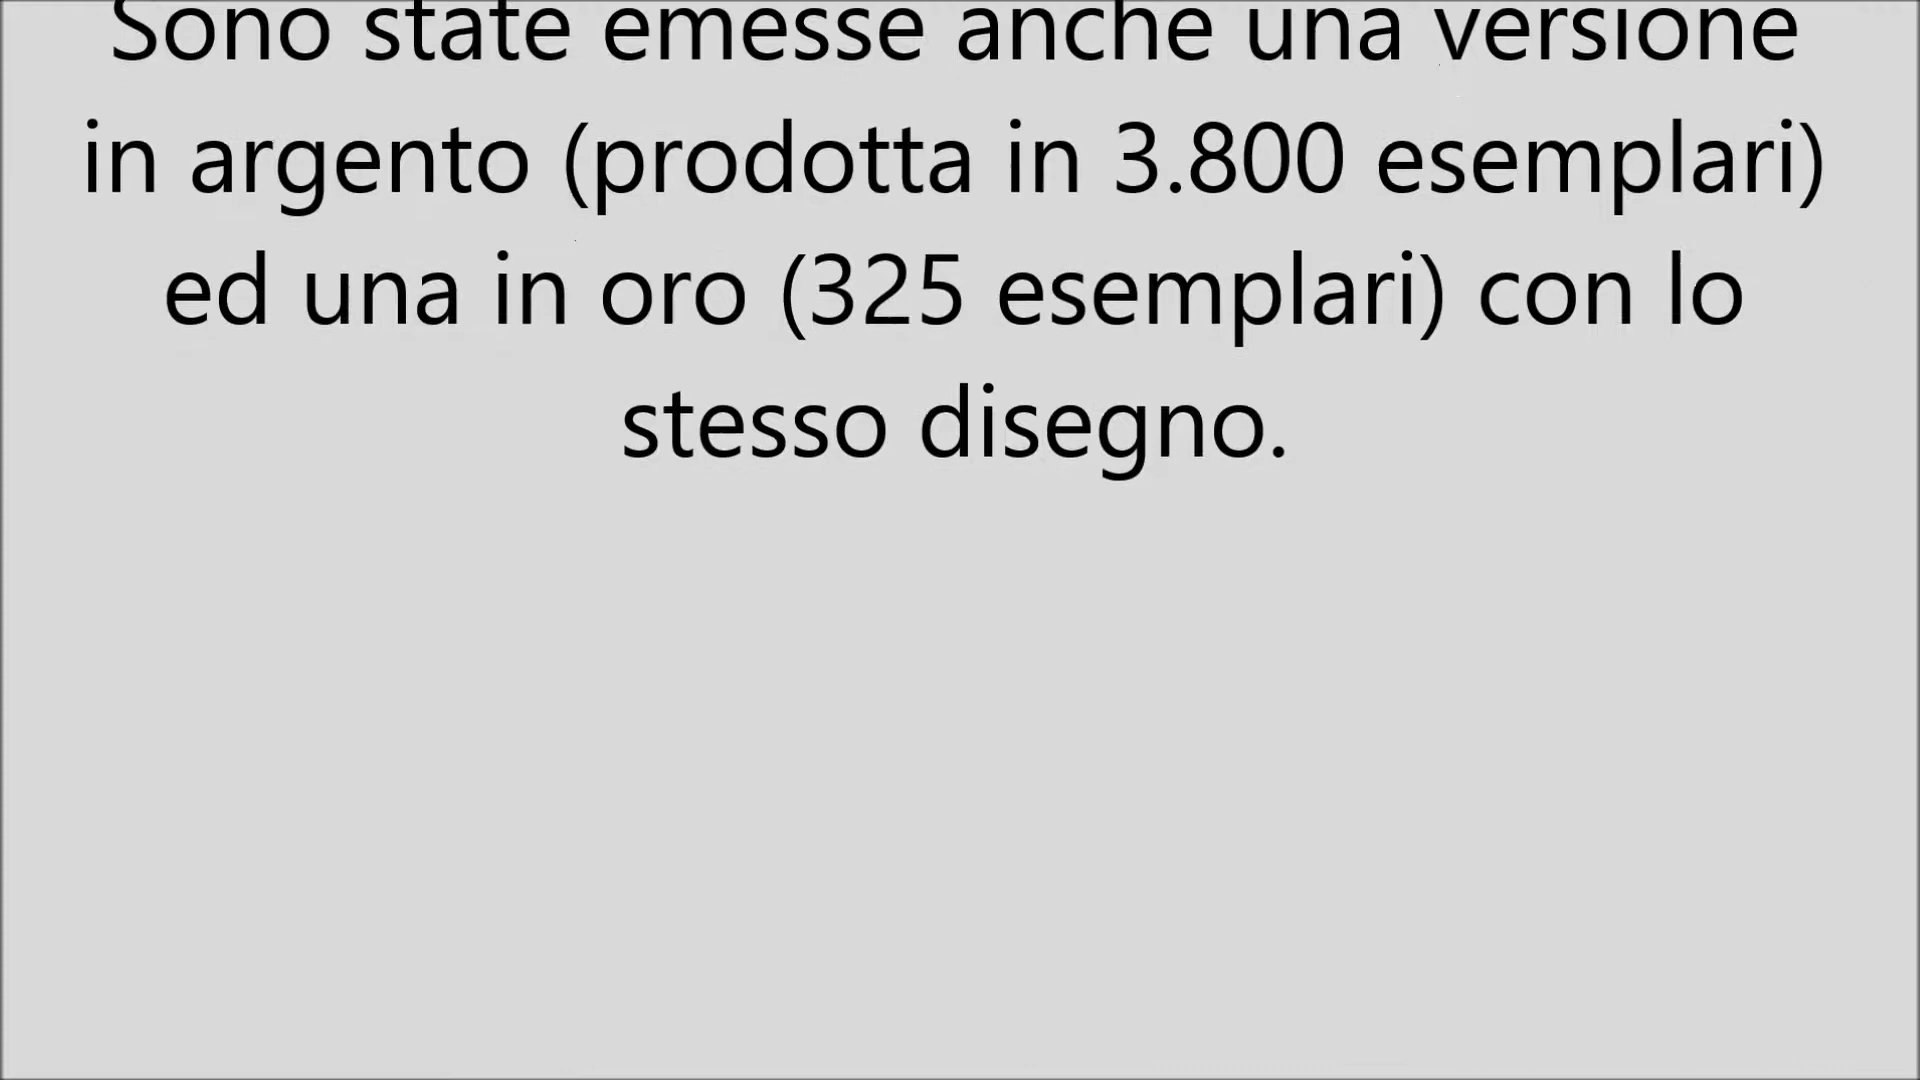 Sono state emesse anche una versione
in argento (prodotta in 3.800 esemplari)
ed una in oro (325 esemplari) con lo
stesso disegno.